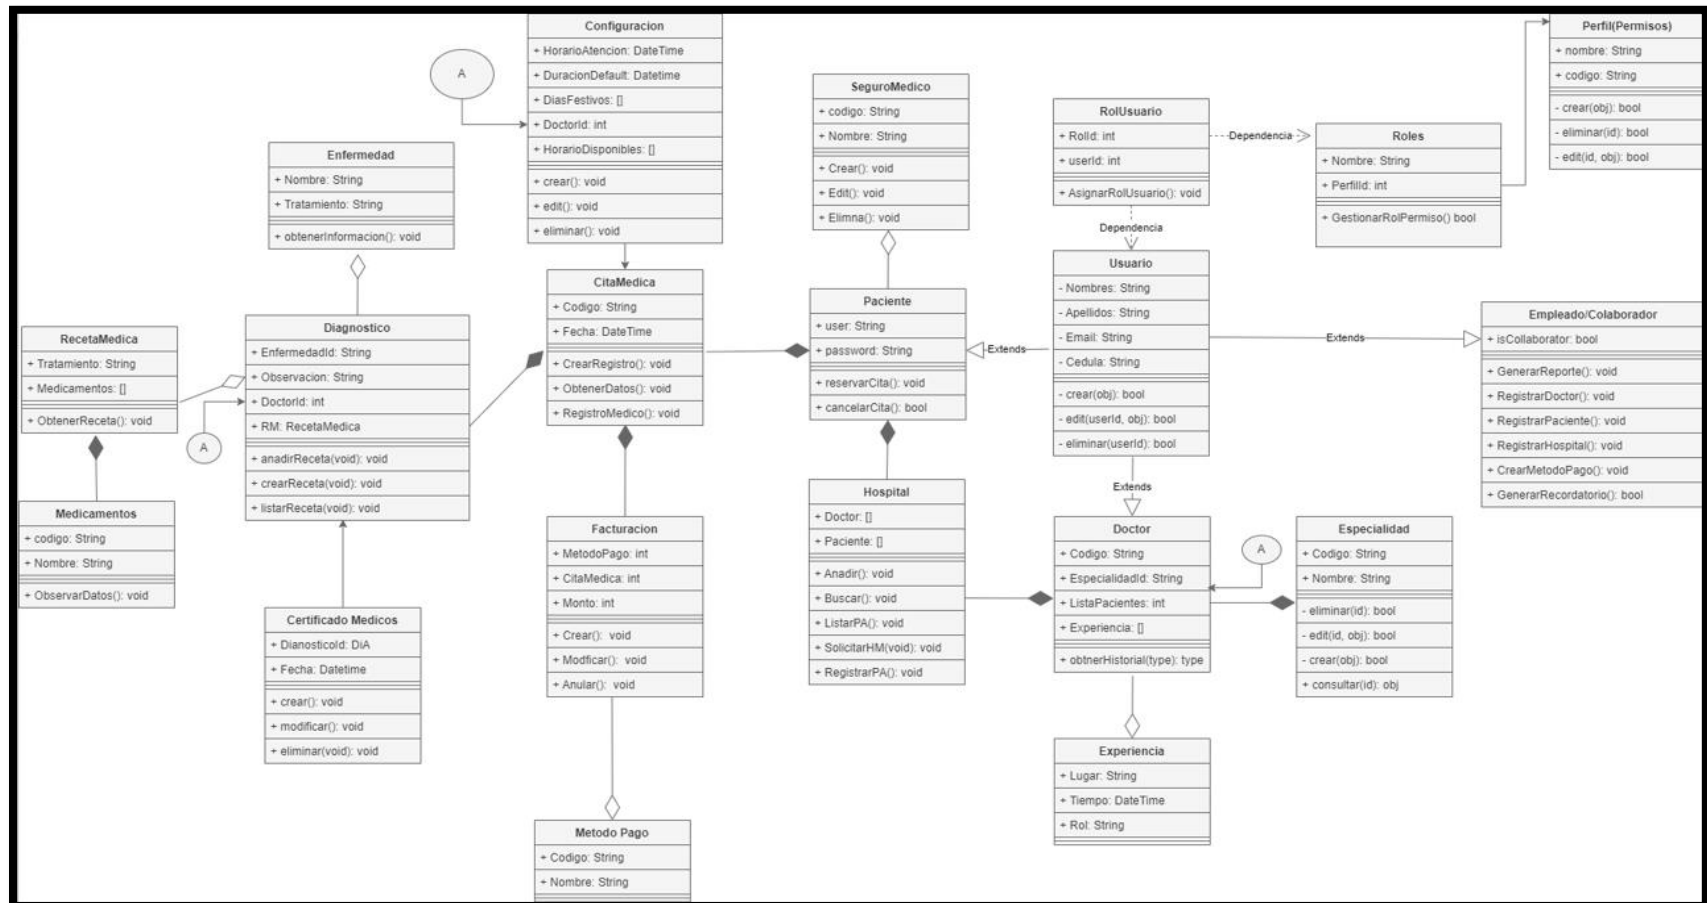 Configuracion
+ HorarioAtencion: DateTime
+ DuracionDefault: Datetime
+ DiasFestivos: []
+ DoctorId: int
+ HorarioDisponibles: []
+ crear(): void
+ edit(): void
+ eliminar(): void
A
Perfil(Permisos)
+ nombre: String
+ codigo: String
- crear(obj): bool
- eliminar(id): bool
- edit(id, obj): bool
SeguroMedico
+ codigo: String
+ Nombre: String
+ Crear(): void
+ Edit(): void
+ Elimna(): void
RolUsuario
+ RolId: int
+ userId: int
+ AsignarRolUsuario(): void
Dependencia
Roles
+ Nombre: String
+ PerfilId: int
+ GestionarRolPermiso() bool
Dependencia
Enfermedad
+ Nombre: String
+ Tratamiento: String
+ obtenerInformacion(): void
CitaMedica
+ Codigo: String
+ Fecha: DateTime
+ CrearRegistro(): void
+ ObtenerDatos(): void
+ RegistroMedico(): void
Paciente
+ user: String
+ password: String
+ reservarCita(): void
+ cancelarCita(): bool
Extends
Usuario
- Nombres: String
- Apellidos: String
- Email: String
- Cedula: String
- crear(obj): bool
- edit(userId, obj): bool
- eliminar(userId): bool
Extends
Empleado/Colaborador
+ isCollaborator: bool
+ GenerarReporte(): void
+ RegistrarDoctor(): void
+ RegistrarPaciente(): void
+ RegistrarHospital(): void
+ CrearMetodoPago(): void
+ GenerarRecordatorio(): bool
RecetaMedica
+ Tratamiento: String
+ Medicamentos: []
+ ObtenerReceta(): void
A
Diagnostico
+ EnfermedadId: String
+ Observacion: String
+ DoctorId: int
+ RM: RecetaMedica
+ anadirReceta(void): void
+ crearReceta(void): void
+ listarReceta(void): void
Extends
Medicamentos
+ codigo: String
+ Nombre: String
+ ObservarDatos(): void
Facturacion
+ MetodoPago: int
+ CitaMedica: int
+ Monto: int
+ Crear(): void
+ Modficar(): void
+ Anular(): void
Hospital
+ Doctor: []
+ Paciente: []
+ Anadir(): void
+ Buscar(): void
+ ListarPA(): void
+ SolicitarHM(void): void
+ RegistrarPA(): void
Doctor
+ Codigo: String
+ EspecialidadId: String
+ ListaPacientes: int
+ Experiencia: []
+ obtnerHistorial(type): type
A
Especialidad
+ Codigo: String
+ Nombre: String
- eliminar(id): bool
- edit(id, obj): bool
- crear(obj): bool
+ consultar(id): obj
Certificado Medicos
+ DianosticoId: DiA
+ Fecha: Datetime
+ crear(): void
+ modificar(): void
+ eliminar(void): void
Experiencia
+ Lugar: String
+ Tiempo: DateTime
+ Rol: String
Metodo Pago
+ Codigo: String
+ Nombre: String